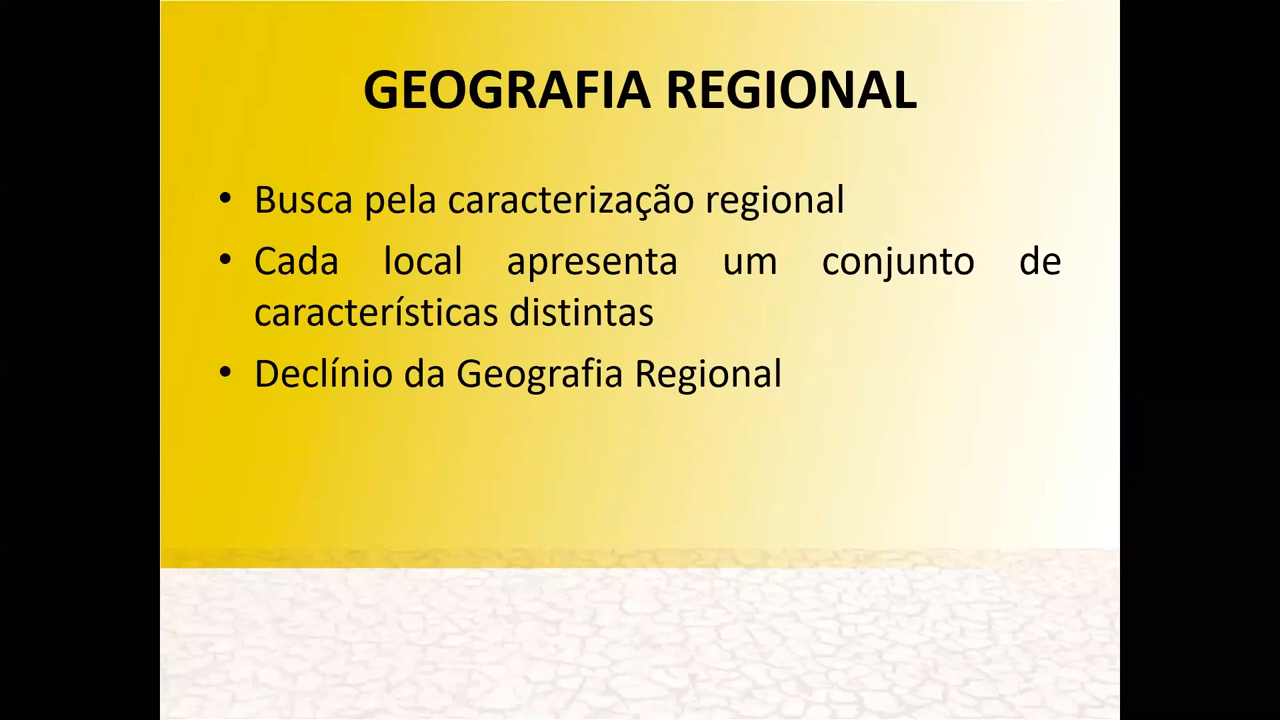 GEOGRAFIA REGIONAL
• Busca pela caracterização regional
• Cada local apresenta um conjunto de
características distintas
• Declínio da Geografia Regional